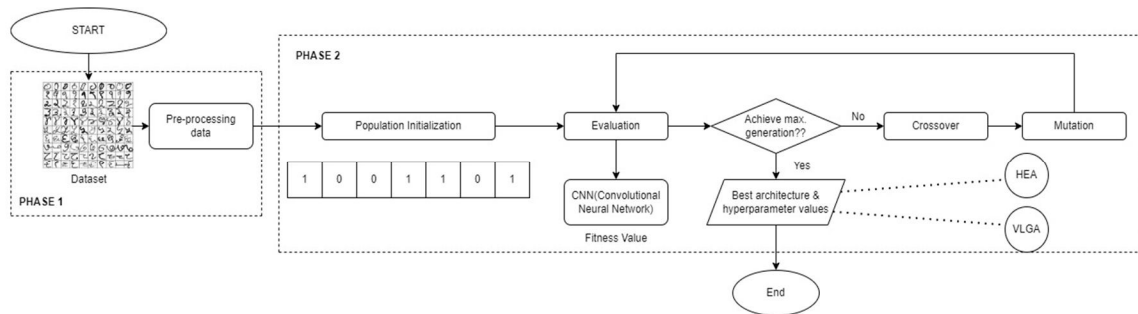 START
PHASE 1
Dataset
Pre-processing
data
PHASE 2
Population Initialization
1 0 0 1 1 0 1
Evaluation
CNN(Convolutional
Neural Network)
Fitness Value
Achieve max.
generation??
No
Crossover
Mutation
Yes
Best architecture &
hyperparameter values
HEA
VLGA
End